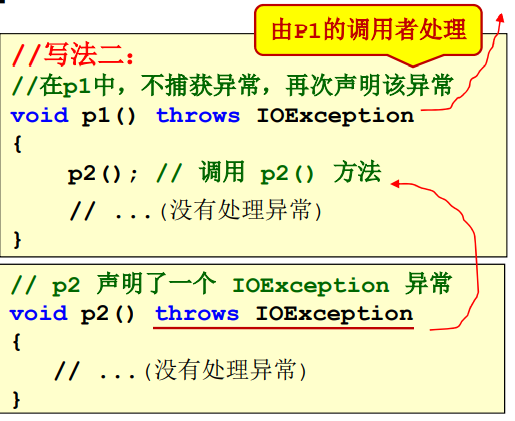 由P1的调用者处理
//写法二：
//在p1中，不捕获异常，再次声明该异常
void p1() throws IOException
{
p2(); // 调用 p2() 方法
// ...(没有处理异常)
}
// p2 声明了一个 IOException 异常
void p2() throws IOException
{
// ...(没有处理异常)
}